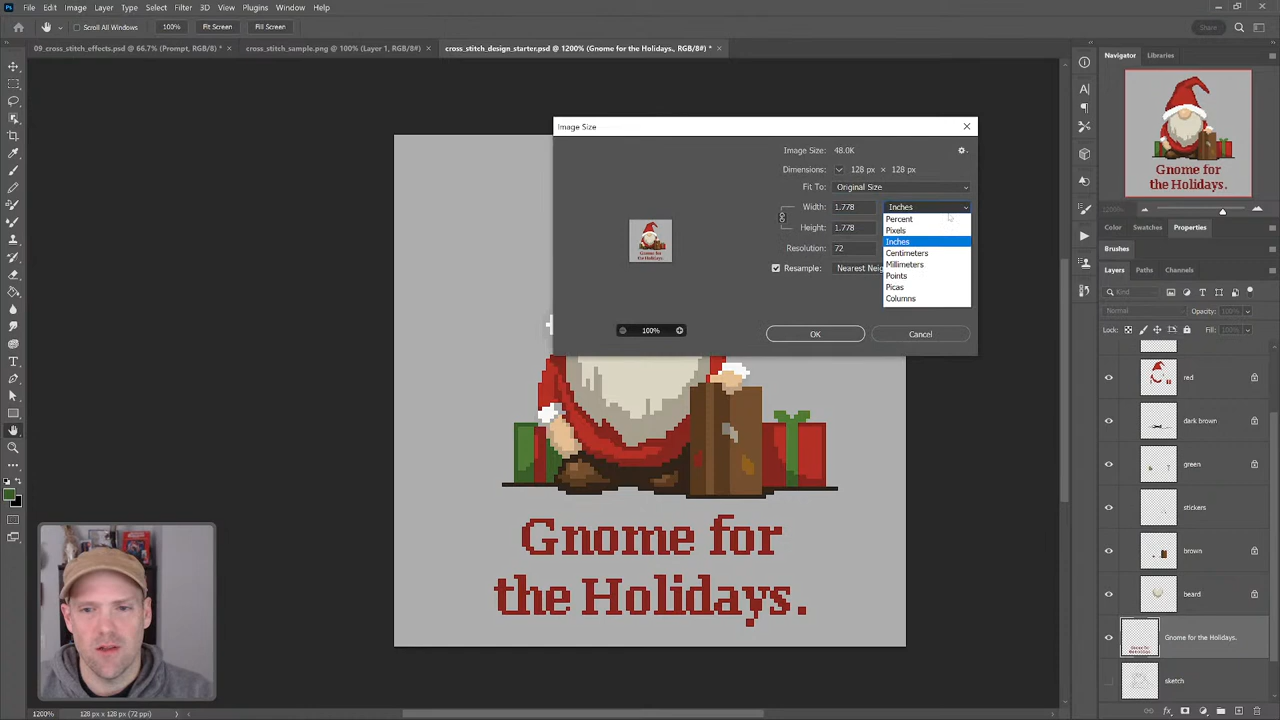 Ps File Edit Image Layer Type Select Filter 3D View Plugins Window Help
Scroll All Windows 100% Fit Screen Fill Screen Share
09_cross_stitch_effects.psd @ 66.7% (Prompt, RGB/8) * × cross_stitch_sample.png @ 100% (Layer 1, RGB/8#) × cross_stitch_design_starter.psd @ 1200% (Gnome for the Holidays., RGB/8#) * ×
Navigator Libraries
Gnome for
the Holidays.
1200%
Color Swatches Properties
Brushes
Layers Paths Channels
Kind
Normal Opacity:
Lock: Fill:
red
dark brown
green
stickers
brown
beard
Gnome for the Holidays.
sketch
Image Size
Image Size: 48.0K
Dimensions: 128 px × 128 px
Fit To: Original Size
Width: 1.778 Inches
Height: 1.778
Resolution: 72
Resample: Nearest Neig
Percent
Pixels
Inches
Centimeters
Millimeters
Points
Picas
Columns
100%
OK Cancel
Gnome for
the Holidays.
1200% 128 px x 128 px (72 ppi)